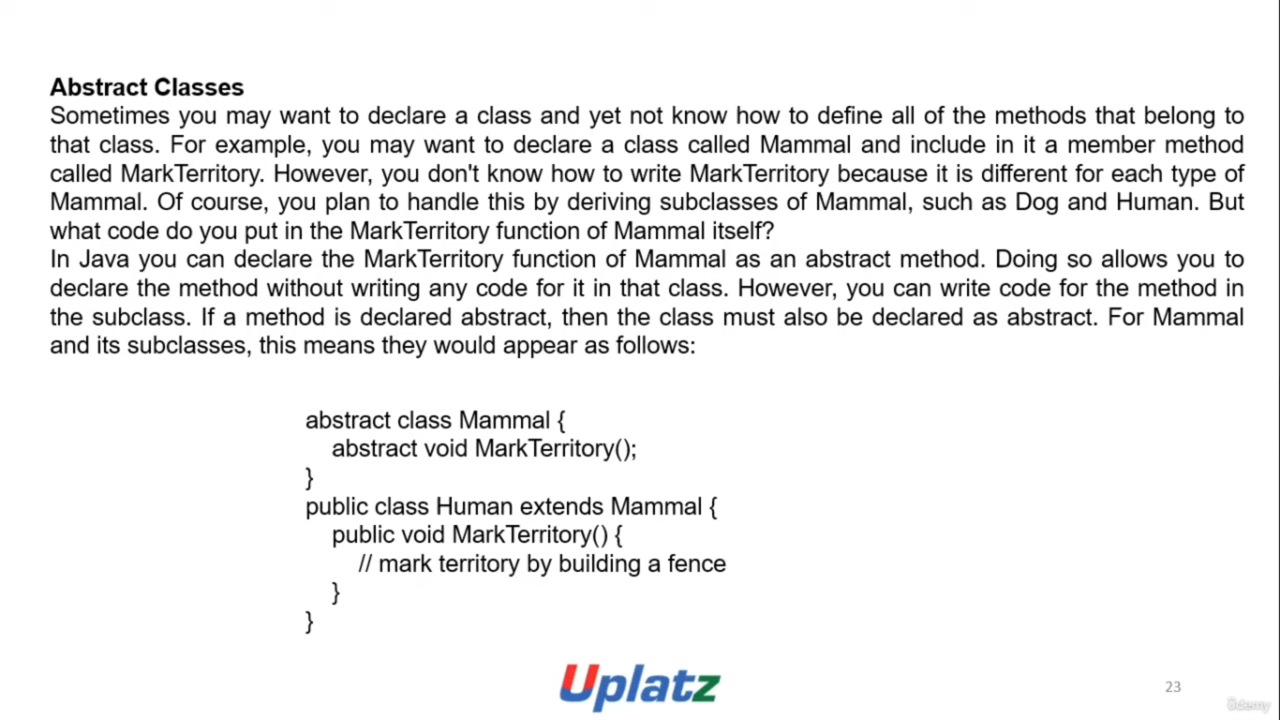 Abstract Classes
Sometimes you may want to declare a class and yet not know how to define all of the methods that belong to
that class. For example, you may want to declare a class called Mammal and include in it a member method
called MarkTerritory. However, you don't know how to write MarkTerritory because it is different for each type of
Mammal. Of course, you plan to handle this by deriving subclasses of Mammal, such as Dog and Human. But
what code do you put in the MarkTerritory function of Mammal itself?
In Java you can declare the MarkTerritory function of Mammal as an abstract method. Doing so allows you to
declare the method without writing any code for it in that class. However, you can write code for the method in
the subclass. If a method is declared abstract, then the class must also be declared as abstract. For Mammal
and its subclasses, this means they would appear as follows:
abstract class Mammal {
abstract void MarkTerritory();
}
public class Human extends Mammal {
public void MarkTerritory() {
// mark territory by building a fence
}
}
Uplatz
23
ûdemy